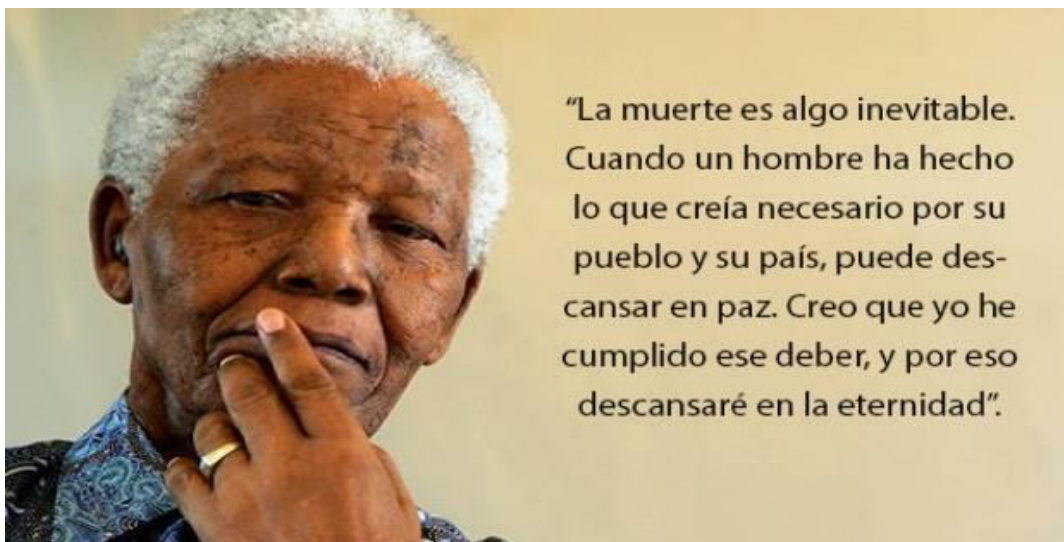 “La muerte es algo inevitable.
Cuando un hombre ha hecho
lo que creía necesario por su
pueblo y su país, puede des-
cansar en paz. Creo que yo he
cumplido ese deber, y por eso
descansaré en la eternidad”.